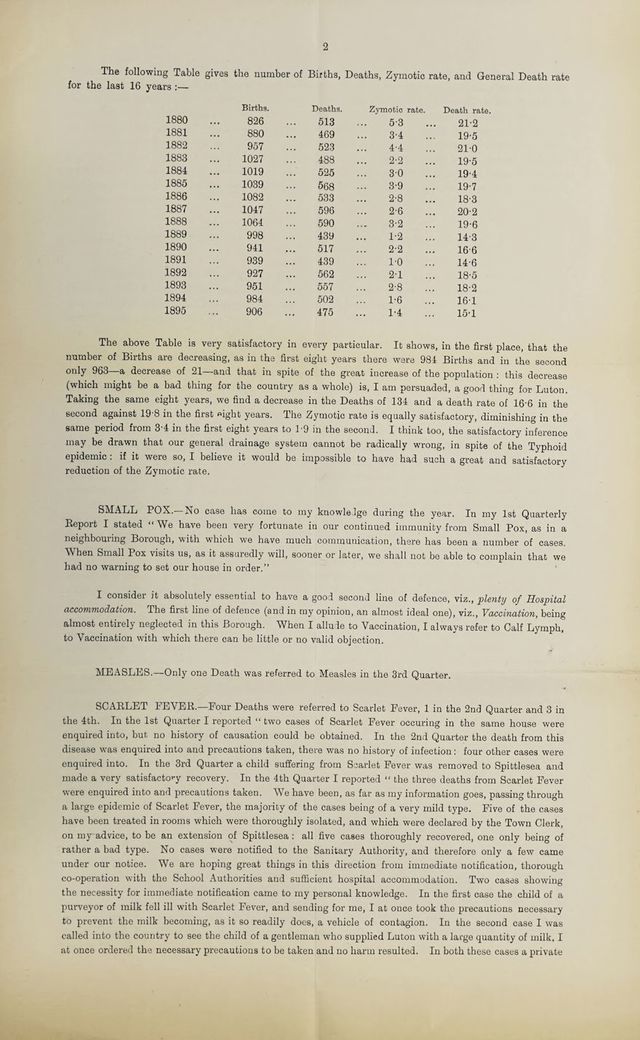 2
The following Table gives the number of Births, Deaths, Zymotic rate, and General Death rate
for the last 16 years :—
Births. Deaths. Zymotic rate. Death rate.
1880 ... 826 ... 513 ... 5·3 ... 21·2
1881 ... 880 ... 469 ... 3·4 ... 19·5
1882 ... 957 ... 523 ... 4·4 ... 21·0
1883 ... 1027 ... 488 ... 2·2 ... 19·5
1884 ... 1019 ... 525 ... 3·0 ... 19·4
1885 ... 1039 ... 568 ... 3·9 ... 19·7
1886 ... 1082 ... 533 ... 2·8 ... 18·3
1887 ... 1047 ... 596 ... 2·6 ... 20·2
1888 ... 1064 ... 590 ... 3·2 ... 19·6
1889 ... 998 ... 439 ... 1·2 ... 14·3
1890 ... 941 ... 517 ... 2·2 ... 16·6
1891 ... 939 ... 439 ... 1·0 ... 14·6
1892 ... 927 ... 562 ... 2·1 ... 18·5
1893 ... 951 ... 557 ... 2·8 ... 18·2
1894 ... 984 ... 502 ... 1·6 ... 16·1
1895 ... 906 ... 475 ... 1·4 ... 15·1
The above Table is very satisfactory in every particular. It shows, in the first place, that the
number of Births are decreasing, as in the first eight years there were 984 Births and in the second
only 963—a decrease of 21—and that in spite of the great increase of the population : this decrease
(which might be a bad thing for the country as a whole) is, I am persuaded, a good thing for Luton.
Taking the same eight years, we find a decrease in the Deaths of 134 and a death rate of 16·6 in the
second against 19·8 in the first eight years. The Zymotic rate is equally satisfactory, diminishing in the
same period from 3·4 in the first eight years to 1·9 in the second. I think too, the satisfactory inference
may be drawn that our general drainage system cannot be radically wrong, in spite of the Typhoid
epidemic : if it were so, I believe it would be impossible to have had such a great and satisfactory
reduction of the Zymotic rate.
SMALL POX.—No case has come to my knowledge during the year. In my 1st Quarterly
Report I stated “We have been very fortunate in our continued immunity from Small Pox, as in a
neighbouring Borough, with which we have much communication, there has been a number of cases.
When Small Pox visits us, as it assuredly will, sooner or later, we shall not be able to complain that we
had no warning to set our house in order.”
I consider it absolutely essential to have a good second line of defence, viz., plenty of Hospital
accommodation. The first line of defence (and in my opinion, an almost ideal one), viz., Vaccination, being
almost entirely neglected in this Borough. When I allude to Vaccination, I always refer to Calf Lymph,
to Vaccination with which there can be little or no valid objection.
MEASLES.—Only one Death was referred to Measles in the 3rd Quarter.
SCARLET FEVER.—Four Deaths were referred to Scarlet Fever, 1 in the 2nd Quarter and 3 in
the 4th. In the 1st Quarter I reported “two cases of Scarlet Fever occuring in the same house were
enquired into, but no history of causation could be obtained. In the 2nd Quarter the death from this
disease was enquired into and precautions taken, there was no history of infection : four other cases were
enquired into. In the 3rd Quarter a child suffering from Scarlet Fever was removed to Spittlesea and
made a very satisfactory recovery. In the 4th Quarter I reported “ the three deaths from Scarlet Fever
were enquired into and precautions taken. We have been, as far as my information goes, passing through
a large epidemic of Scarlet Fever, the majority of the cases being of a very mild type. Five of the cases
have been treated in rooms which were thoroughly isolated, and which were declared by the Town Clerk,
on my advice, to be an extension of Spittlesea : all five cases thoroughly recovered, one only being of
rather a bad type. No cases were notified to the Sanitary Authority, and therefore only a few came
under our notice. We are hoping great things in this direction from immediate notification, thorough
co-operation with the School Authorities and sufficient hospital accommodation. Two cases showing
the necessity for immediate notification came to my personal knowledge. In the first case the child of a
purveyor of milk fell ill with Scarlet Fever, and sending for me, I at once took the precautions necessary
to prevent the milk becoming, as it so readily does, a vehicle of contagion. In the second case I was
called into the country to see the child of a gentleman who supplied Luton with a large quantity of milk, I
at once ordered the necessary precautions to be taken and no harm resulted. In both these cases a private